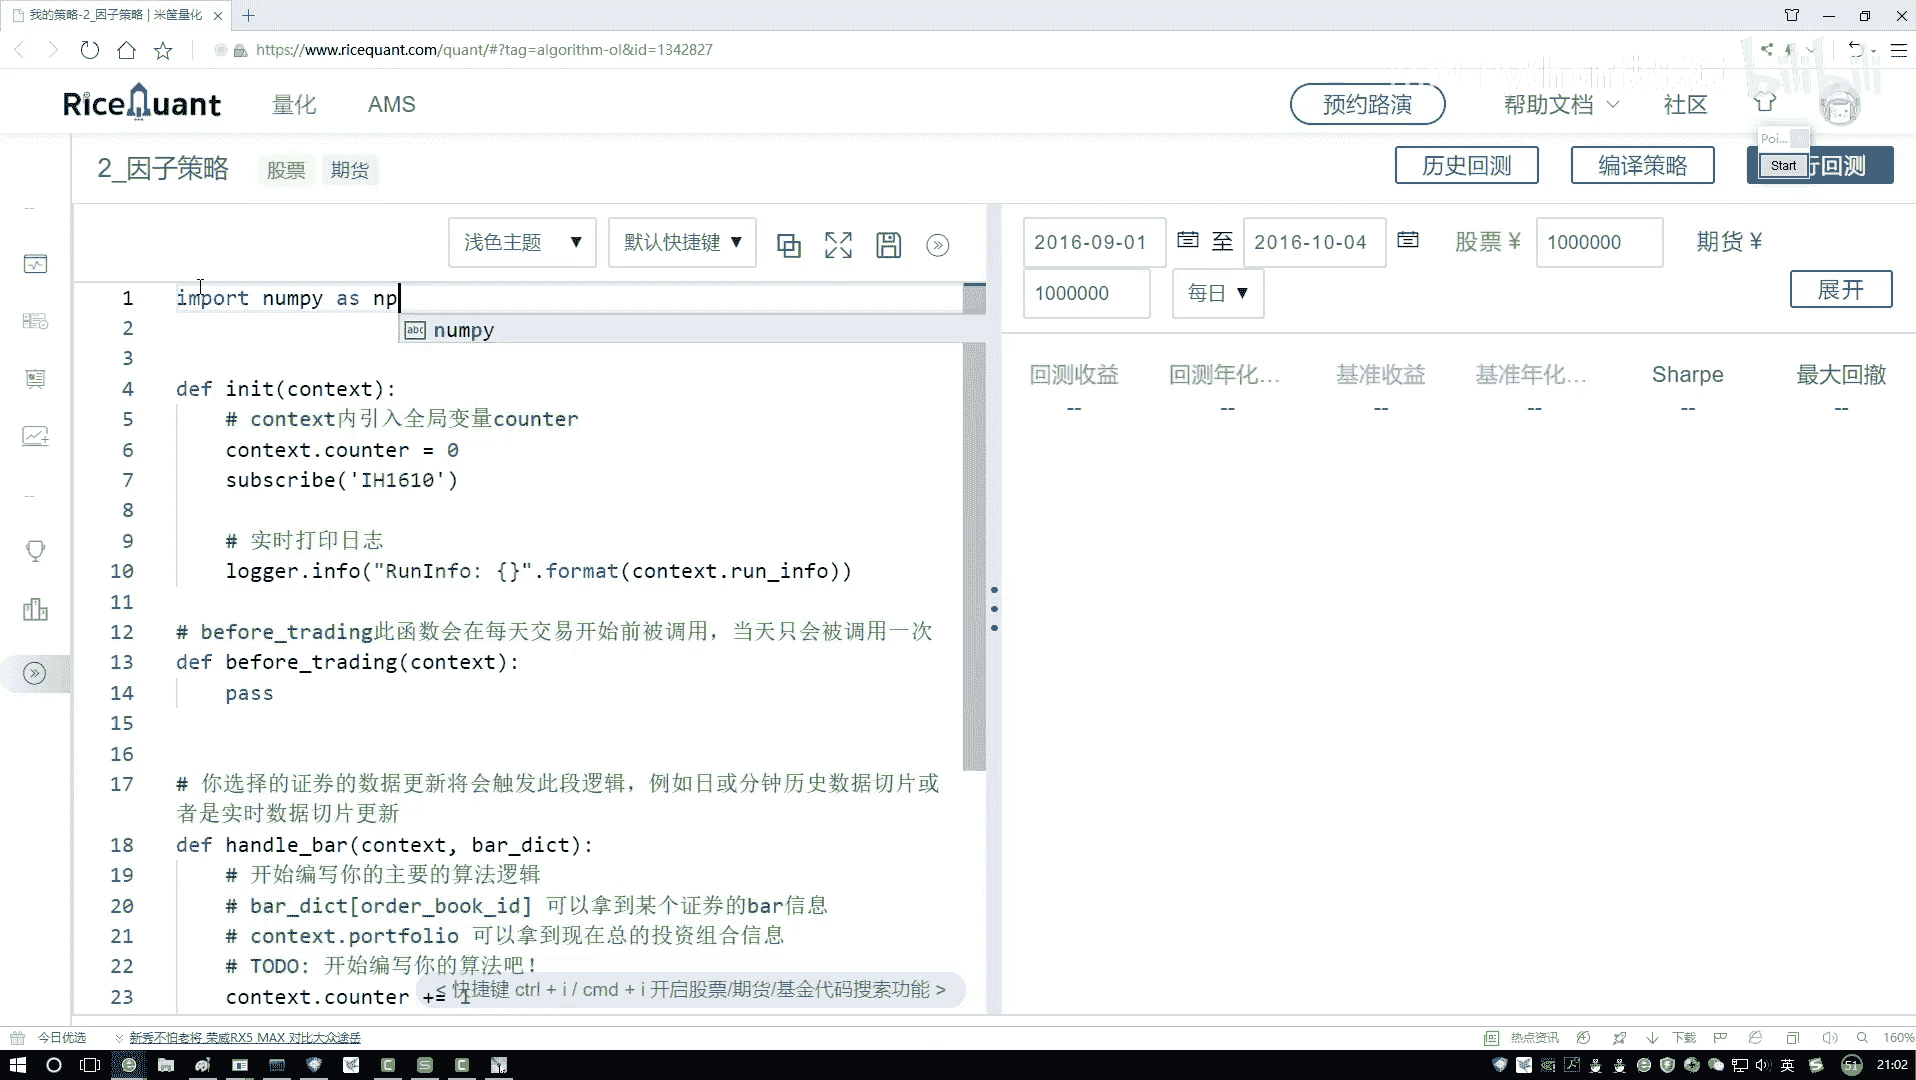 我的策略-2_因子策略 | 米筐量化
https://www.ricequant.com/quant/#?tag=algorithm-ol&id=1342827
RiceQuant 量化 AMS 预约路演 帮助文档 社区
Poi...
2_因子策略 股票 期货 历史回测 编译策略 Start 行回测
浅色主题 默认快捷键 2016-09-01 至 2016-10-04 股票 ¥ 1000000 期货 ¥
1000000 每日 展开
1 import numpy as np
2 numpy
3
4 def init(context):
5 # context内引入全局变量counter
6 context.counter = 0
7 subscribe('IH1610')
8
9 # 实时打印日志
10 logger.info("RunInfo: {}".format(context.run_info))
11
12 # before_trading此函数会在每天交易开始前被调用，当天只会被调用一次
13 def before_trading(context):
14 pass
15
16
17 # 你选择的证券的数据更新将会触发此段逻辑，例如日或分钟历史数据切片或
者是实时数据切片更新
18 def handle_bar(context, bar_dict):
19 # 开始编写你的主要的算法逻辑
20 # bar_dict[order_book_id] 可以拿到某个证券的bar信息
21 # context.portfolio 可以拿到现在总的投资组合信息
22 # TODO: 开始编写你的算法吧！
23 context.counter += 1
< 快捷键 ctrl + i / cmd + i 开启股票/期货/基金代码搜索功能 >
回测收益 回测年化... 基准收益 基准年化... Sharpe 最大回撤
-- -- -- -- -- --
今日优选 新秀不怕老将 荣威RX5 MAX 对比大众途岳 热点资讯 下载 160%
英 51 21:02